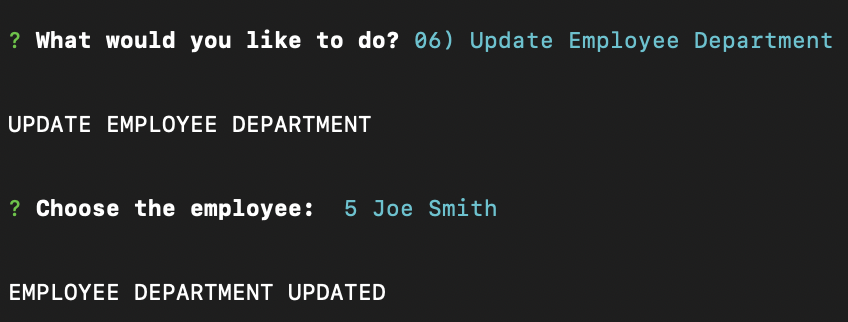 ? What would you like to do? 06) Update Employee Department
UPDATE EMPLOYEE DEPARTMENT
? Choose the employee:  5 Joe Smith
EMPLOYEE DEPARTMENT UPDATED